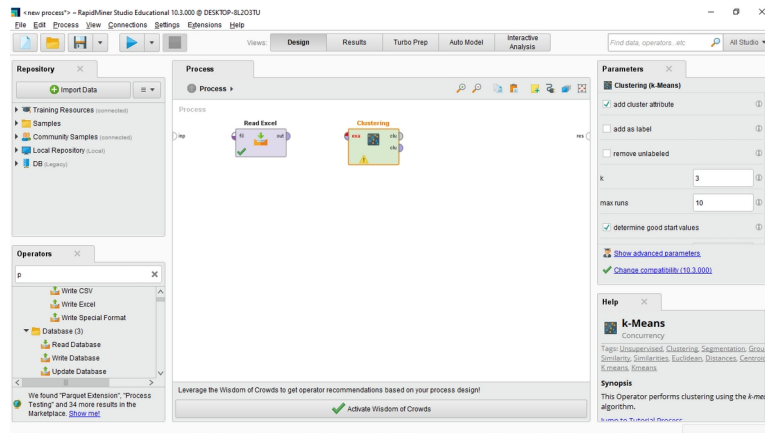 <new process*> – RapidMiner Studio Educational 10.3.000 @ DESKTOP-8L2O3TU
File Edit Process View Connections Settings Extensions Help
Views: Design Results Turbo Prep Auto Model Interactive Analysis
Find data, operators...etc All Studio
Repository
Import Data
Training Resources (connected)
Samples
Community Samples (connected)
Local Repository (Local)
DB (Legacy)
Operators
p
Write CSV
Write Excel
Write Special Format
Database (3)
Read Database
Write Database
Update Database
We found "Parquet Extension", "Process
Testing" and 34 more results in the
Marketplace. Show me!
Process
Process
Process
inp
Read Excel
fil out
Clustering
exa clu
clu
res
Leverage the Wisdom of Crowds to get operator recommendations based on your process design!
Activate Wisdom of Crowds
Parameters
Clustering (k-Means)
add cluster attribute
add as label
remove unlabeled
k 3
max runs 10
determine good start values
Show advanced parameters
Change compatibility (10.3.000)
Help
k-Means
Concurrency
Tags: Unsupervised, Clustering, Segmentation, Grou
Similarity, Similarities, Euclidean, Distances, Centroid
K.means, Kmeans
Synopsis
This Operator performs clustering using the k-mea
algorithm.
Jump to Tutorial Process